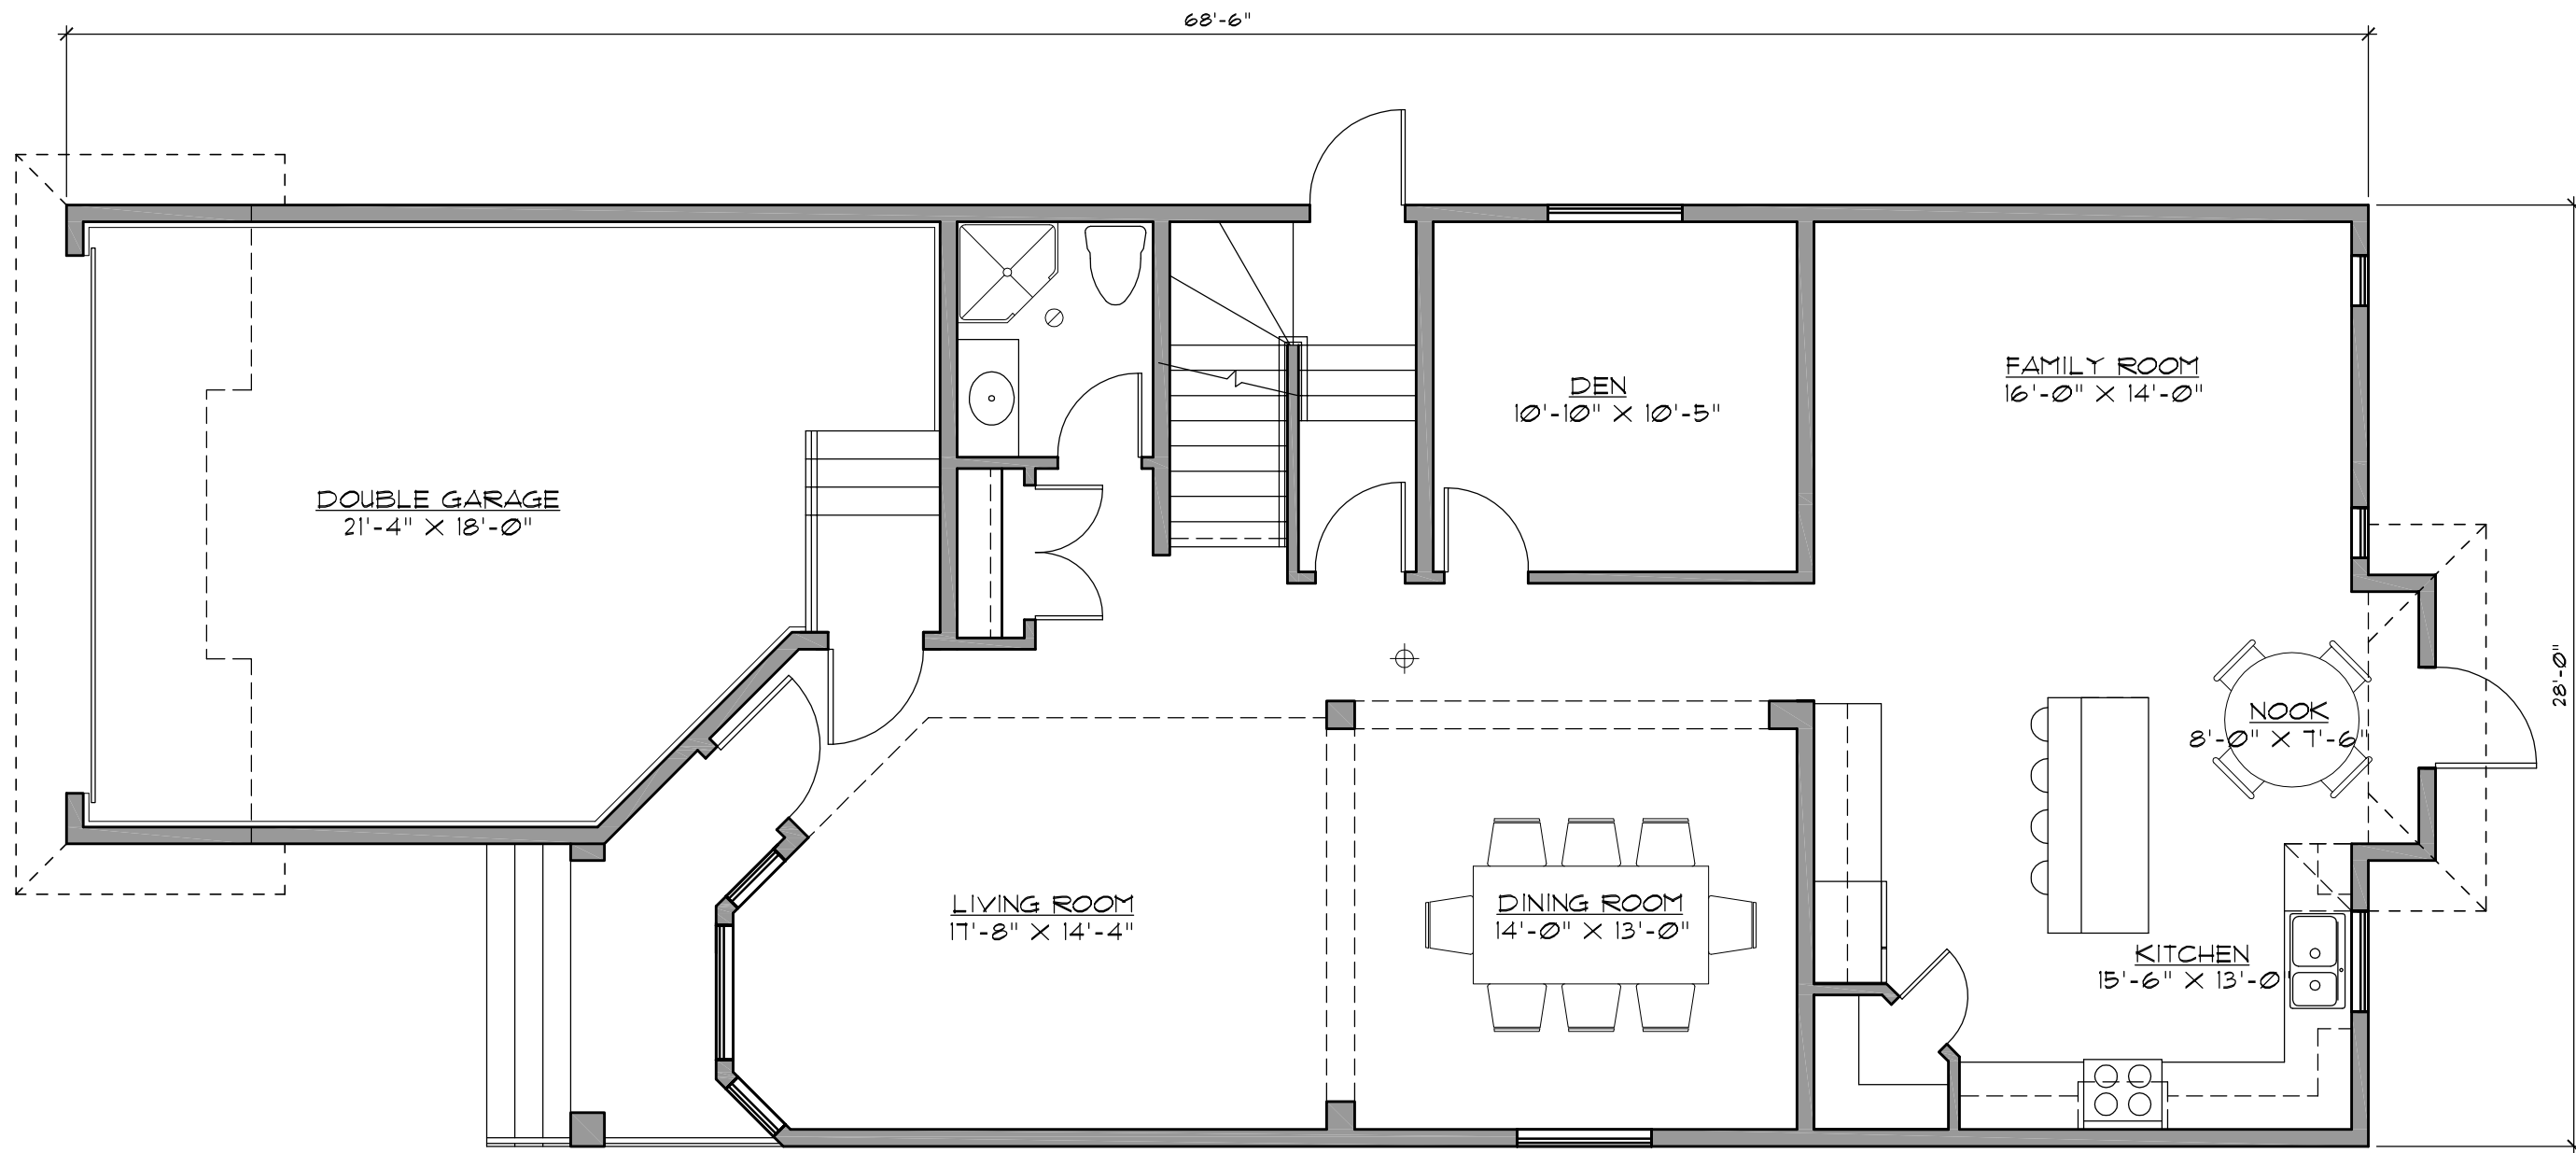 68'-6"
FAMILY ROOM
16'-0" X 14'-0"
DEN
10'-10" X 10'-5"
DOUBLE GARAGE
21'-4" X 18'-0"
28'-0"
NOOK
8'-0" X 7'-6"
LIVING ROOM
17'-8" X 14'-4"
DINING ROOM
14'-0" X 13'-0"
KITCHEN
15'-6" X 13'-0